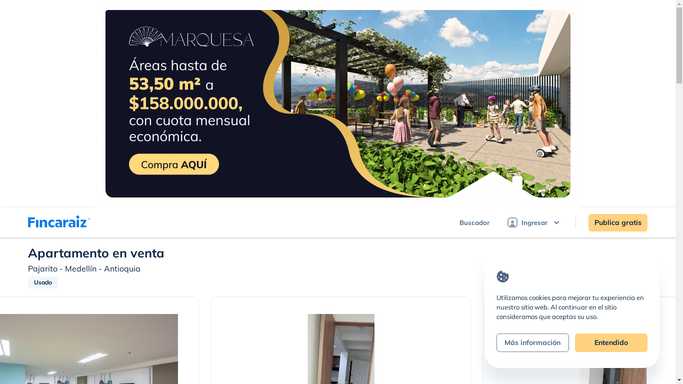 MARQUESA
Áreas hasta de
53,50 m² a
$158.000.000,
con cuota mensual
económica.
Compra AQUÍ
Fincaraiz
Buscador
Ingresar
Publica gratis
Apartamento en venta
Pajarito - Medellín - Antioquia
Usado
Utilizamos cookies para mejorar tu experiencia en
nuestro sitio web. Al continuar en el sitio
consideramos que aceptas su uso.
Más información
Entendido